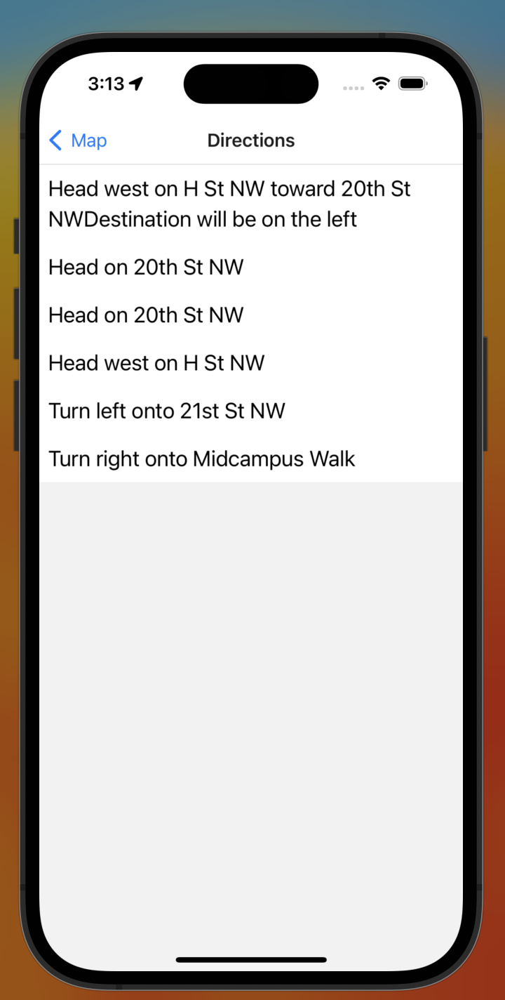 3:13
Map
Directions
Head west on H St NW toward 20th St
NWDestination will be on the left
Head on 20th St NW
Head on 20th St NW
Head west on H St NW
Turn left onto 21st St NW
Turn right onto Midcampus Walk